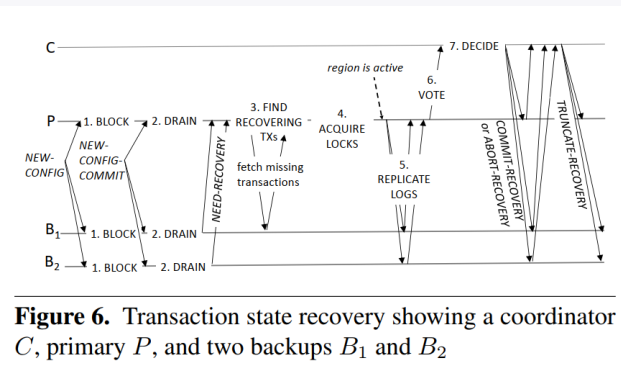 C
7. DECIDE
region is active
6.
VOTE
P
1. BLOCK
2. DRAIN
3. FIND
RECOVERING
TXs
4.
ACQUIRE
LOCKS
NEW-
CONFIG
NEW-
CONFIG-
COMMIT
NEED-RECOVERY
fetch missing
transactions
5.
REPLICATE
LOGS
COMMIT-RECOVERY
or ABORT-RECOVERY
TRUNCATE-RECOVERY
B1
1. BLOCK
2. DRAIN
B2
1. BLOCK
2. DRAIN
Figure 6. Transaction state recovery showing a coordinator
C, primary P, and two backups B1 and B2